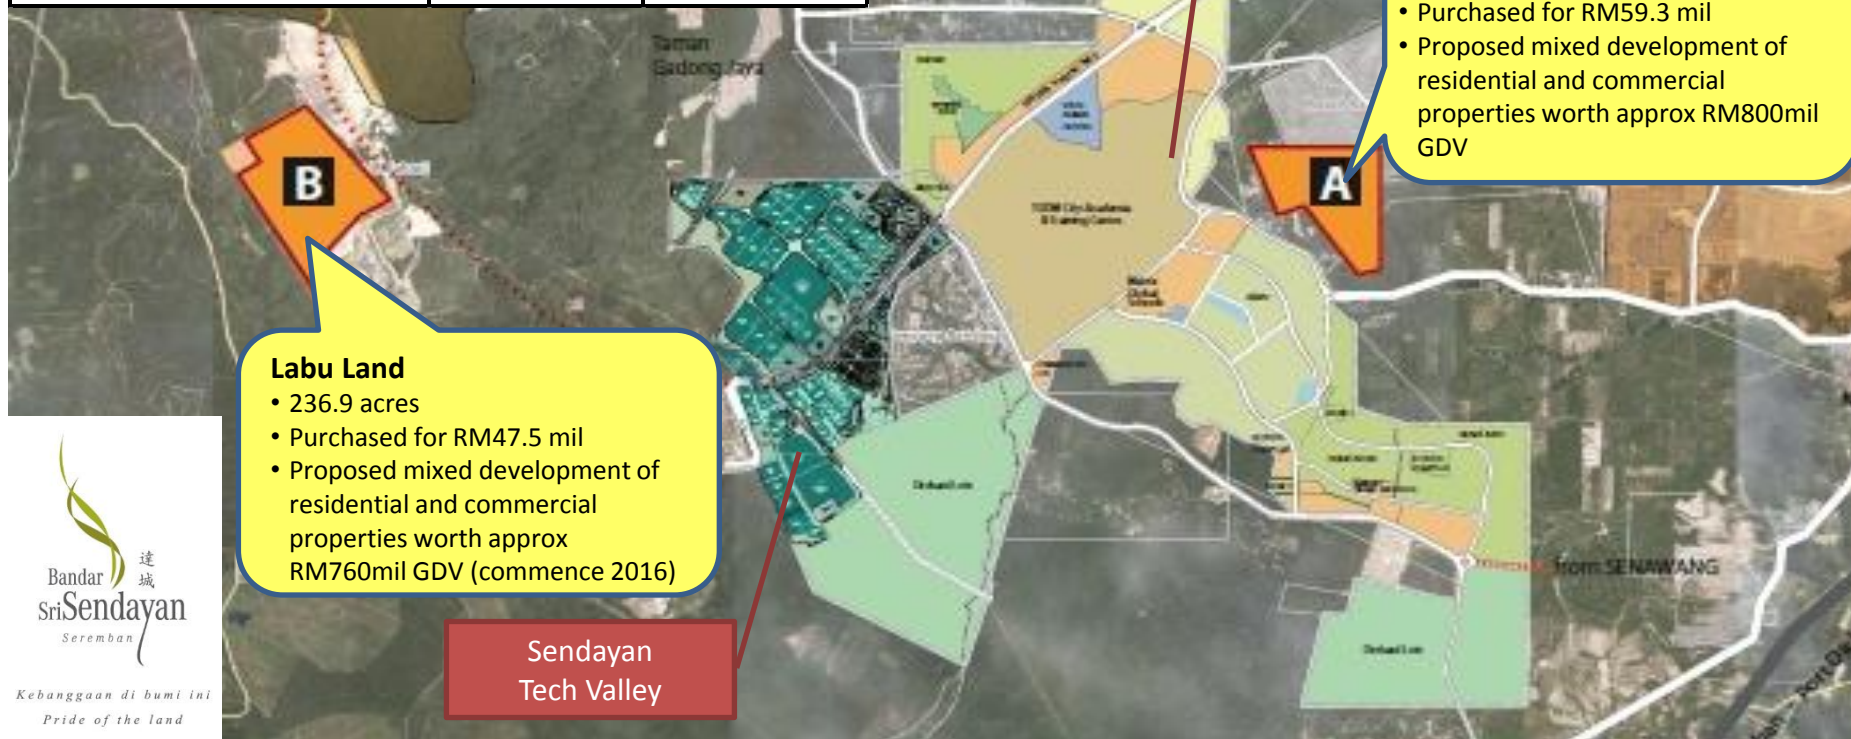 • Purchased for RM59.3 mil
• Proposed mixed development of
residential and commercial
properties worth approx RM800mil
GDV
Taman
Gadong Jaya
A
B
Labu Land
• 236.9 acres
• Purchased for RM47.5 mil
• Proposed mixed development of
residential and commercial
properties worth approx
RM760mil GDV (commence 2016)
Sendayan
Tech Valley
from SENAWANG
Bandar
達
城
SriSendayan
Seremban
Kebanggaan di bumi ini
Pride of the land